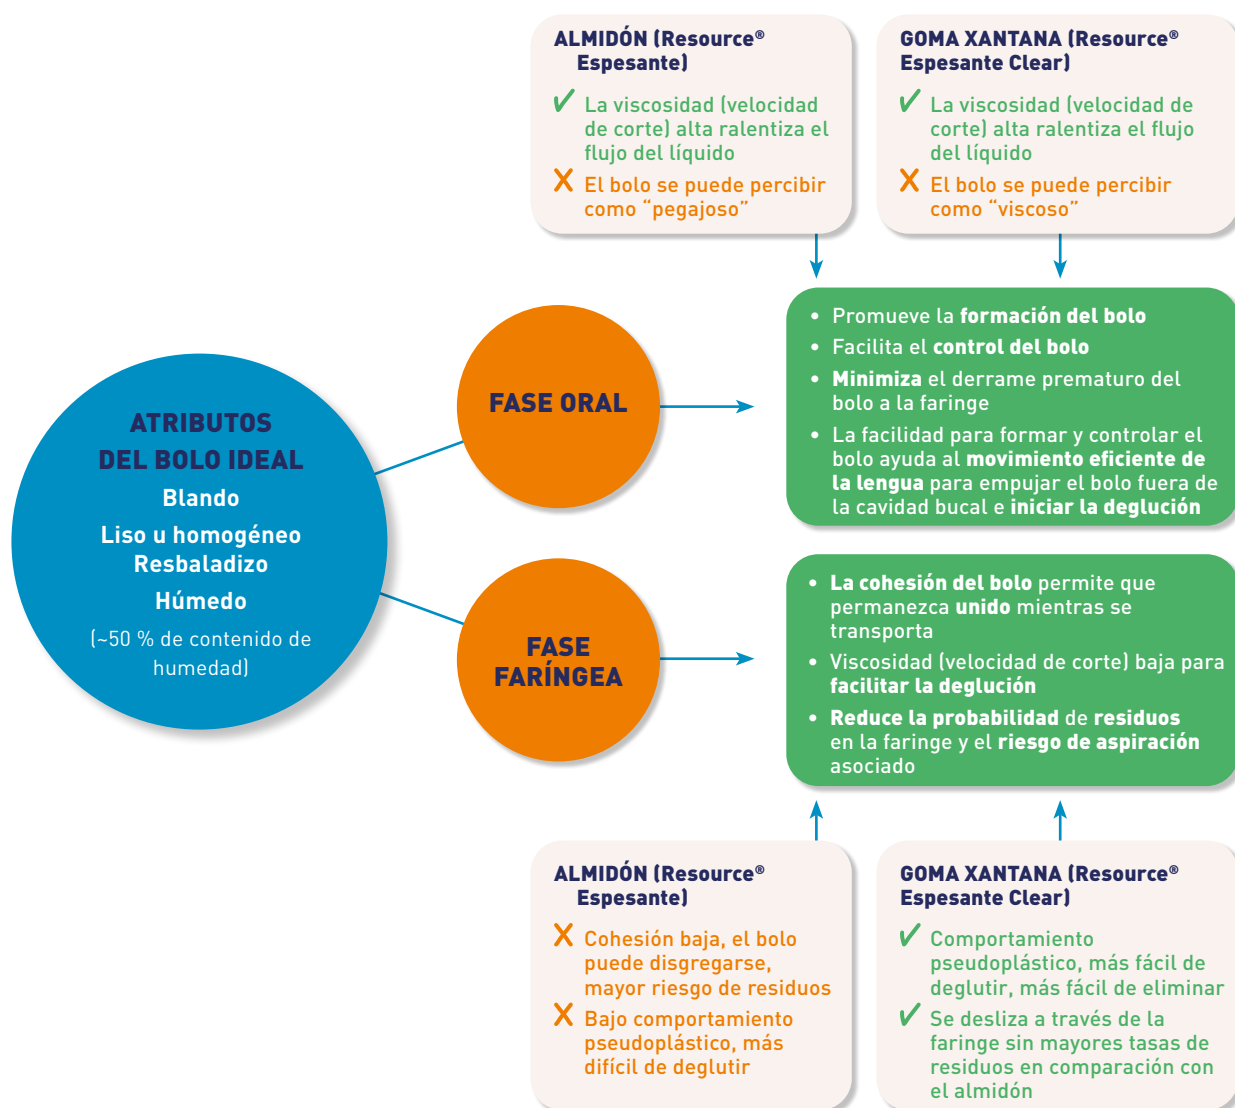 ALMIDÓN (Resource®
Espesante)
✓ La viscosidad (velocidad
de corte) alta ralentiza el
flujo del líquido
✗ El bolo se puede percibir
como “pegajoso”
GOMA XANTANA (Resource®
Espesante Clear)
✓ La viscosidad (velocidad de
corte) alta ralentiza el flujo
del líquido
✗ El bolo se puede percibir
como “viscoso”
ATRIBUTOS
DEL BOLO IDEAL
Blando
Liso u homogéneo
Resbaladizo
Húmedo
(~50 % de contenido de
humedad)
FASE ORAL
• Promueve la formación del bolo
• Facilita el control del bolo
• Minimiza el derrame prematuro del
bolo a la faringe
• La facilidad para formar y controlar el
bolo ayuda al movimiento eficiente de
la lengua para empujar el bolo fuera de
la cavidad bucal e iniciar la deglución
FASE
FARÍNGEA
• La cohesión del bolo permite que
permanezca unido mientras se
transporta
• Viscosidad (velocidad de corte) baja para
facilitar la deglución
• Reduce la probabilidad de residuos
en la faringe y el riesgo de aspiración
asociado
ALMIDÓN (Resource®
Espesante)
✗ Cohesión baja, el bolo
puede disgregarse,
mayor riesgo de residuos
✗ Bajo comportamiento
pseudoplástico, más
difícil de deglutir
GOMA XANTANA (Resource®
Espesante Clear)
✓ Comportamiento
pseudoplástico, más fácil de
deglutir, más fácil de eliminar
✓ Se desliza a través de la
faringe sin mayores tasas de
residuos en comparación con
el almidón